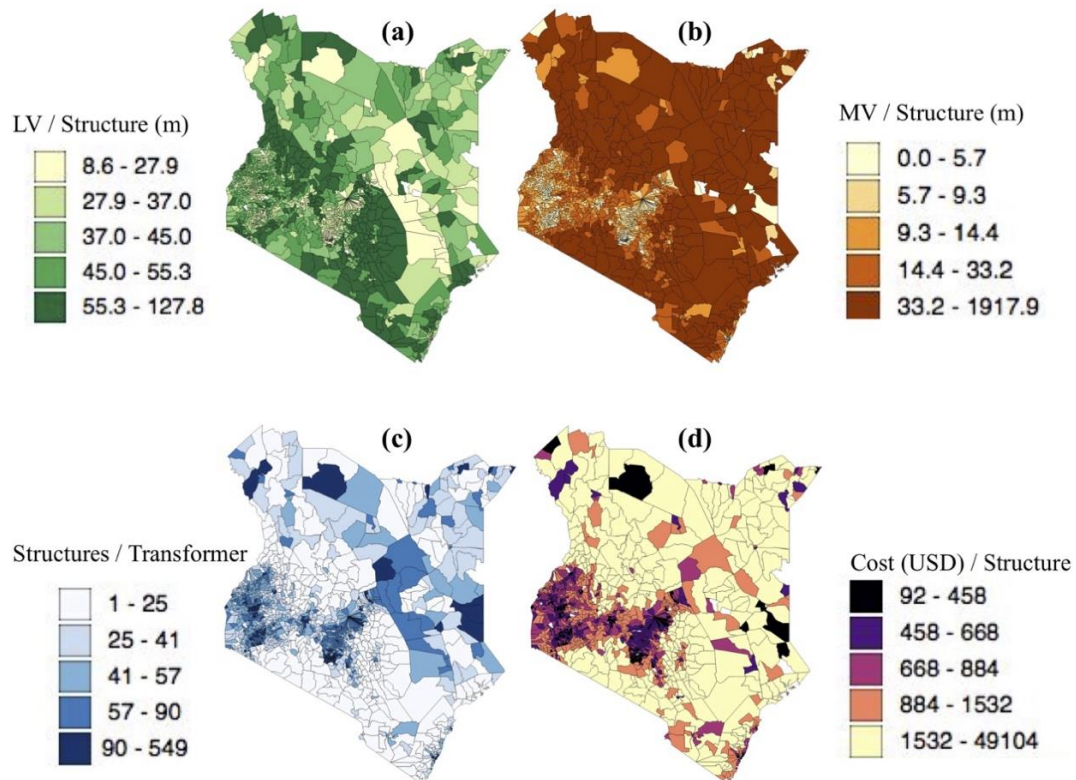 (a)
LV / Structure (m)
8.6 - 27.9
27.9 - 37.0
37.0 - 45.0
45.0 - 55.3
55.3 - 127.8
(b)
MV / Structure (m)
0.0 - 5.7
5.7 - 9.3
9.3 - 14.4
14.4 - 33.2
33.2 - 1917.9
(c)
Structures / Transformer
1 - 25
25 - 41
41 - 57
57 - 90
90 - 549
(d)
Cost (USD) / Structure
92 - 458
458 - 668
668 - 884
884 - 1532
1532 - 49104